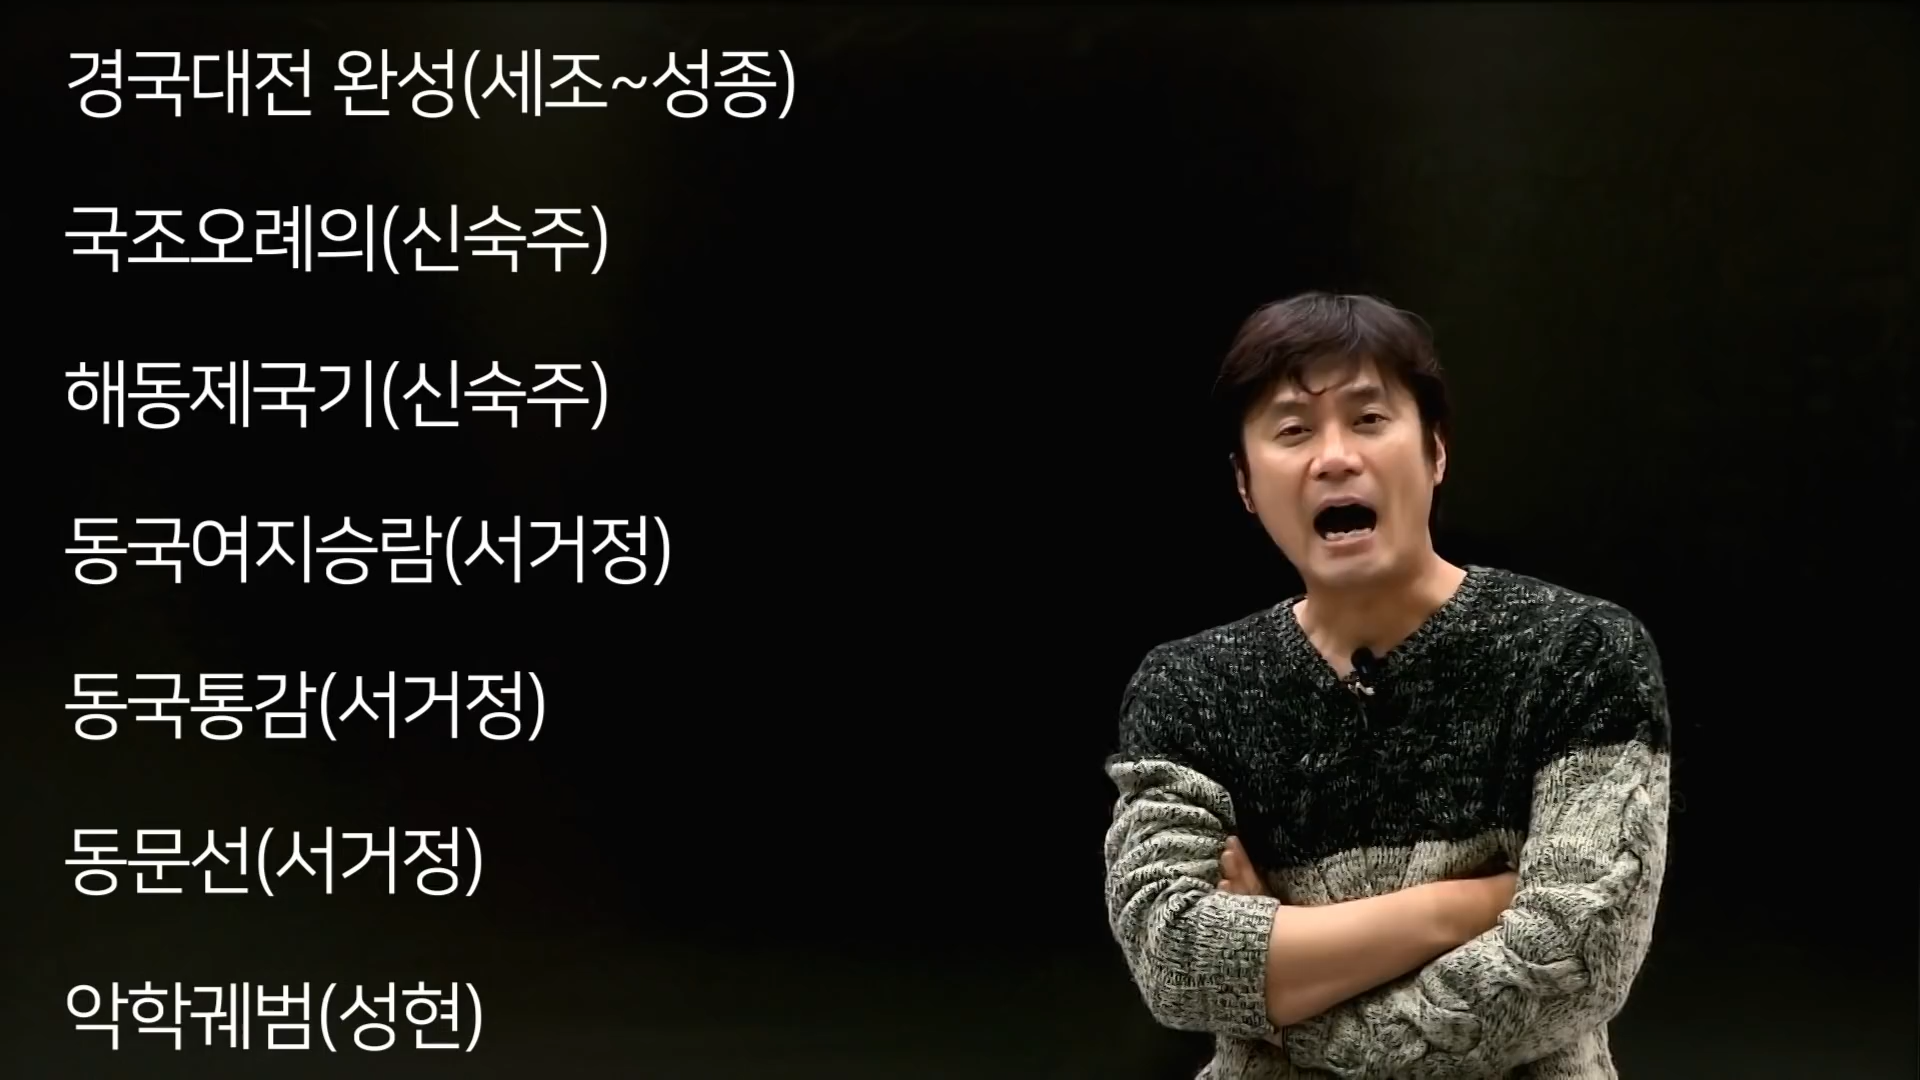 경국대전 완성(세조~성종)
국조오례의(신숙주)
해동제국기(신숙주)
동국여지승람(서거정)
동국통감(서거정)
동문선(서거정)
악학궤범(성현)